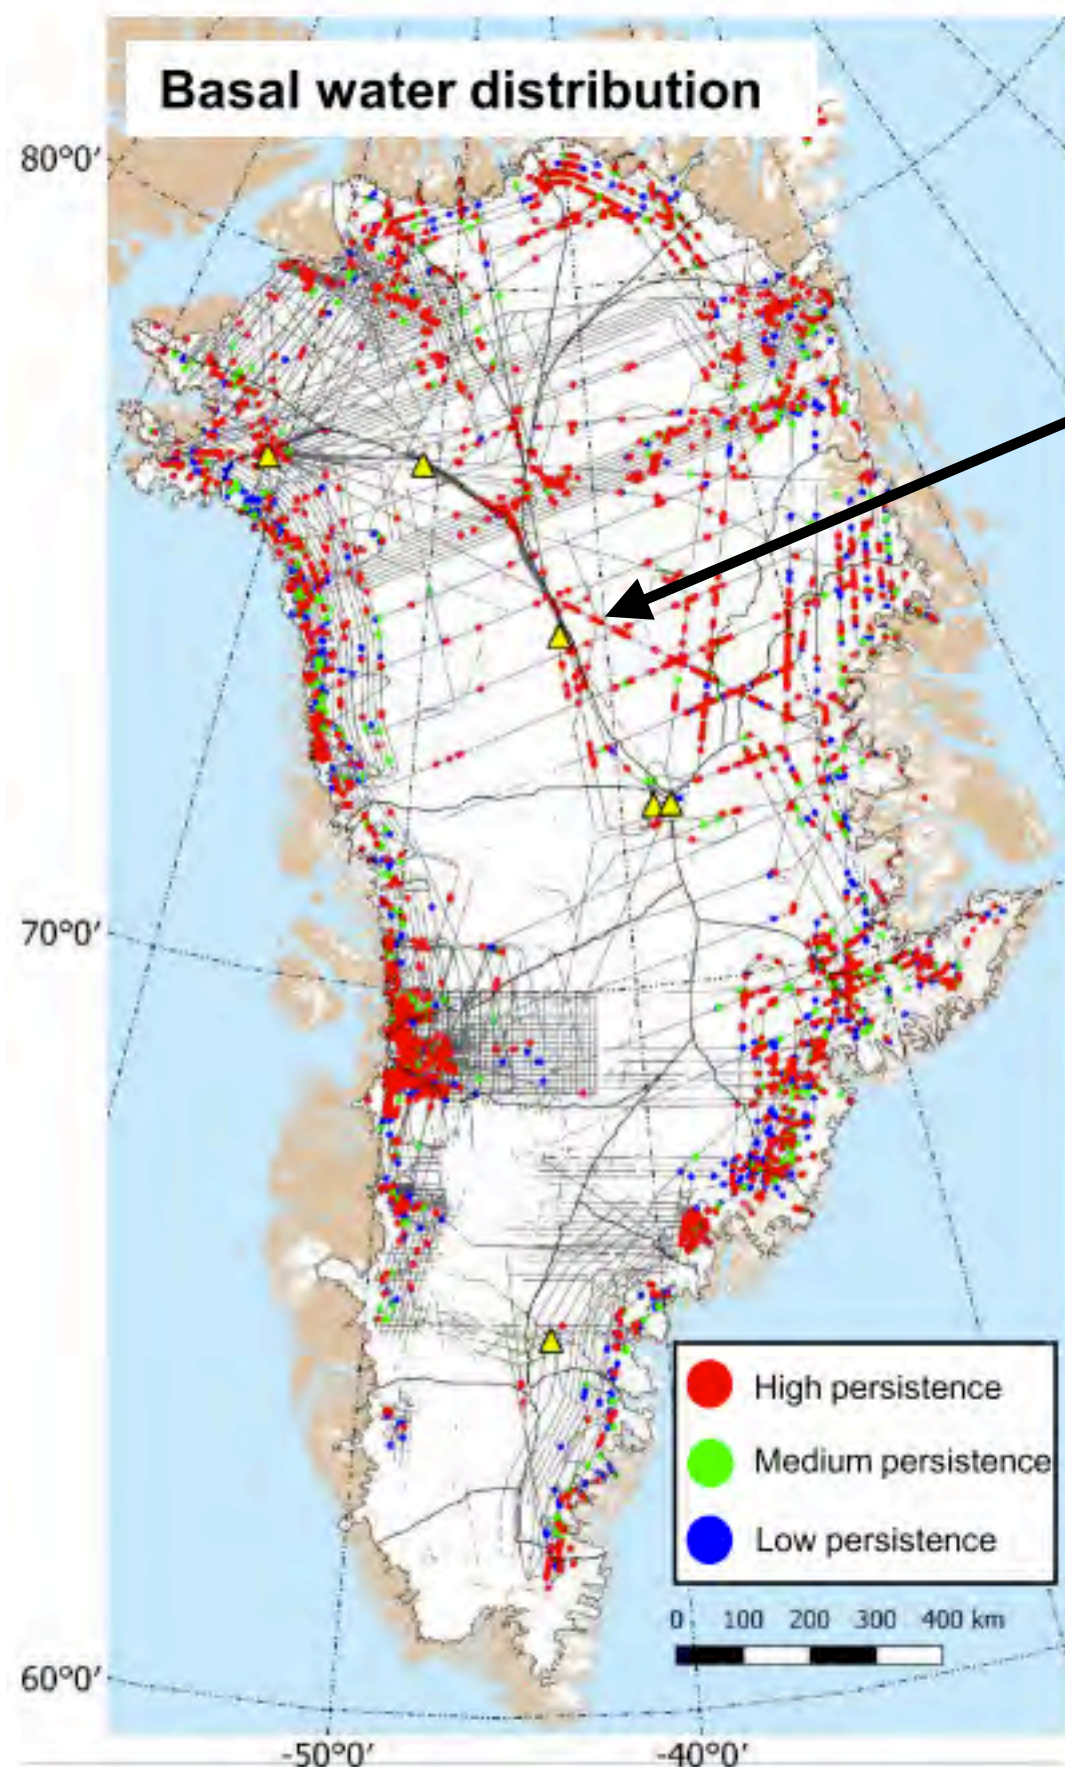 Basal water distribution
80°0′
70°0′
60°0′
High persistence
Medium persistence
Low persistence
0 100 200 300 400 km
-50°0′ -40°0′